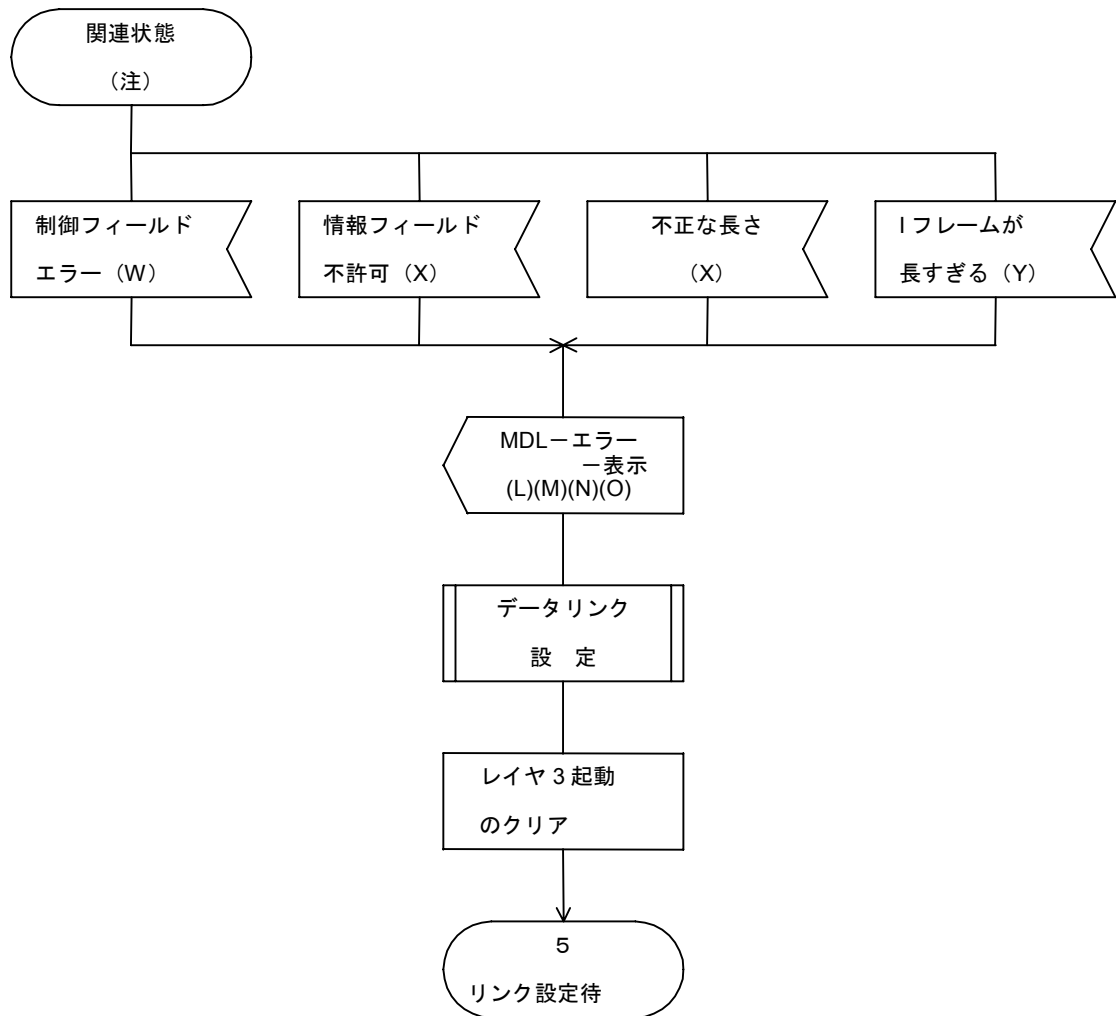 関連状態
（注）
制御フィールド
エラー（W）
情報フィールド
不許可（X）
不正な長さ
（X）
I フレームが
長すぎる（Y）
MDL－エラー
－表示
(L)(M)(N)(O)
データリンク
設　定
レイヤ 3 起動
のクリア
5
リンク設定待